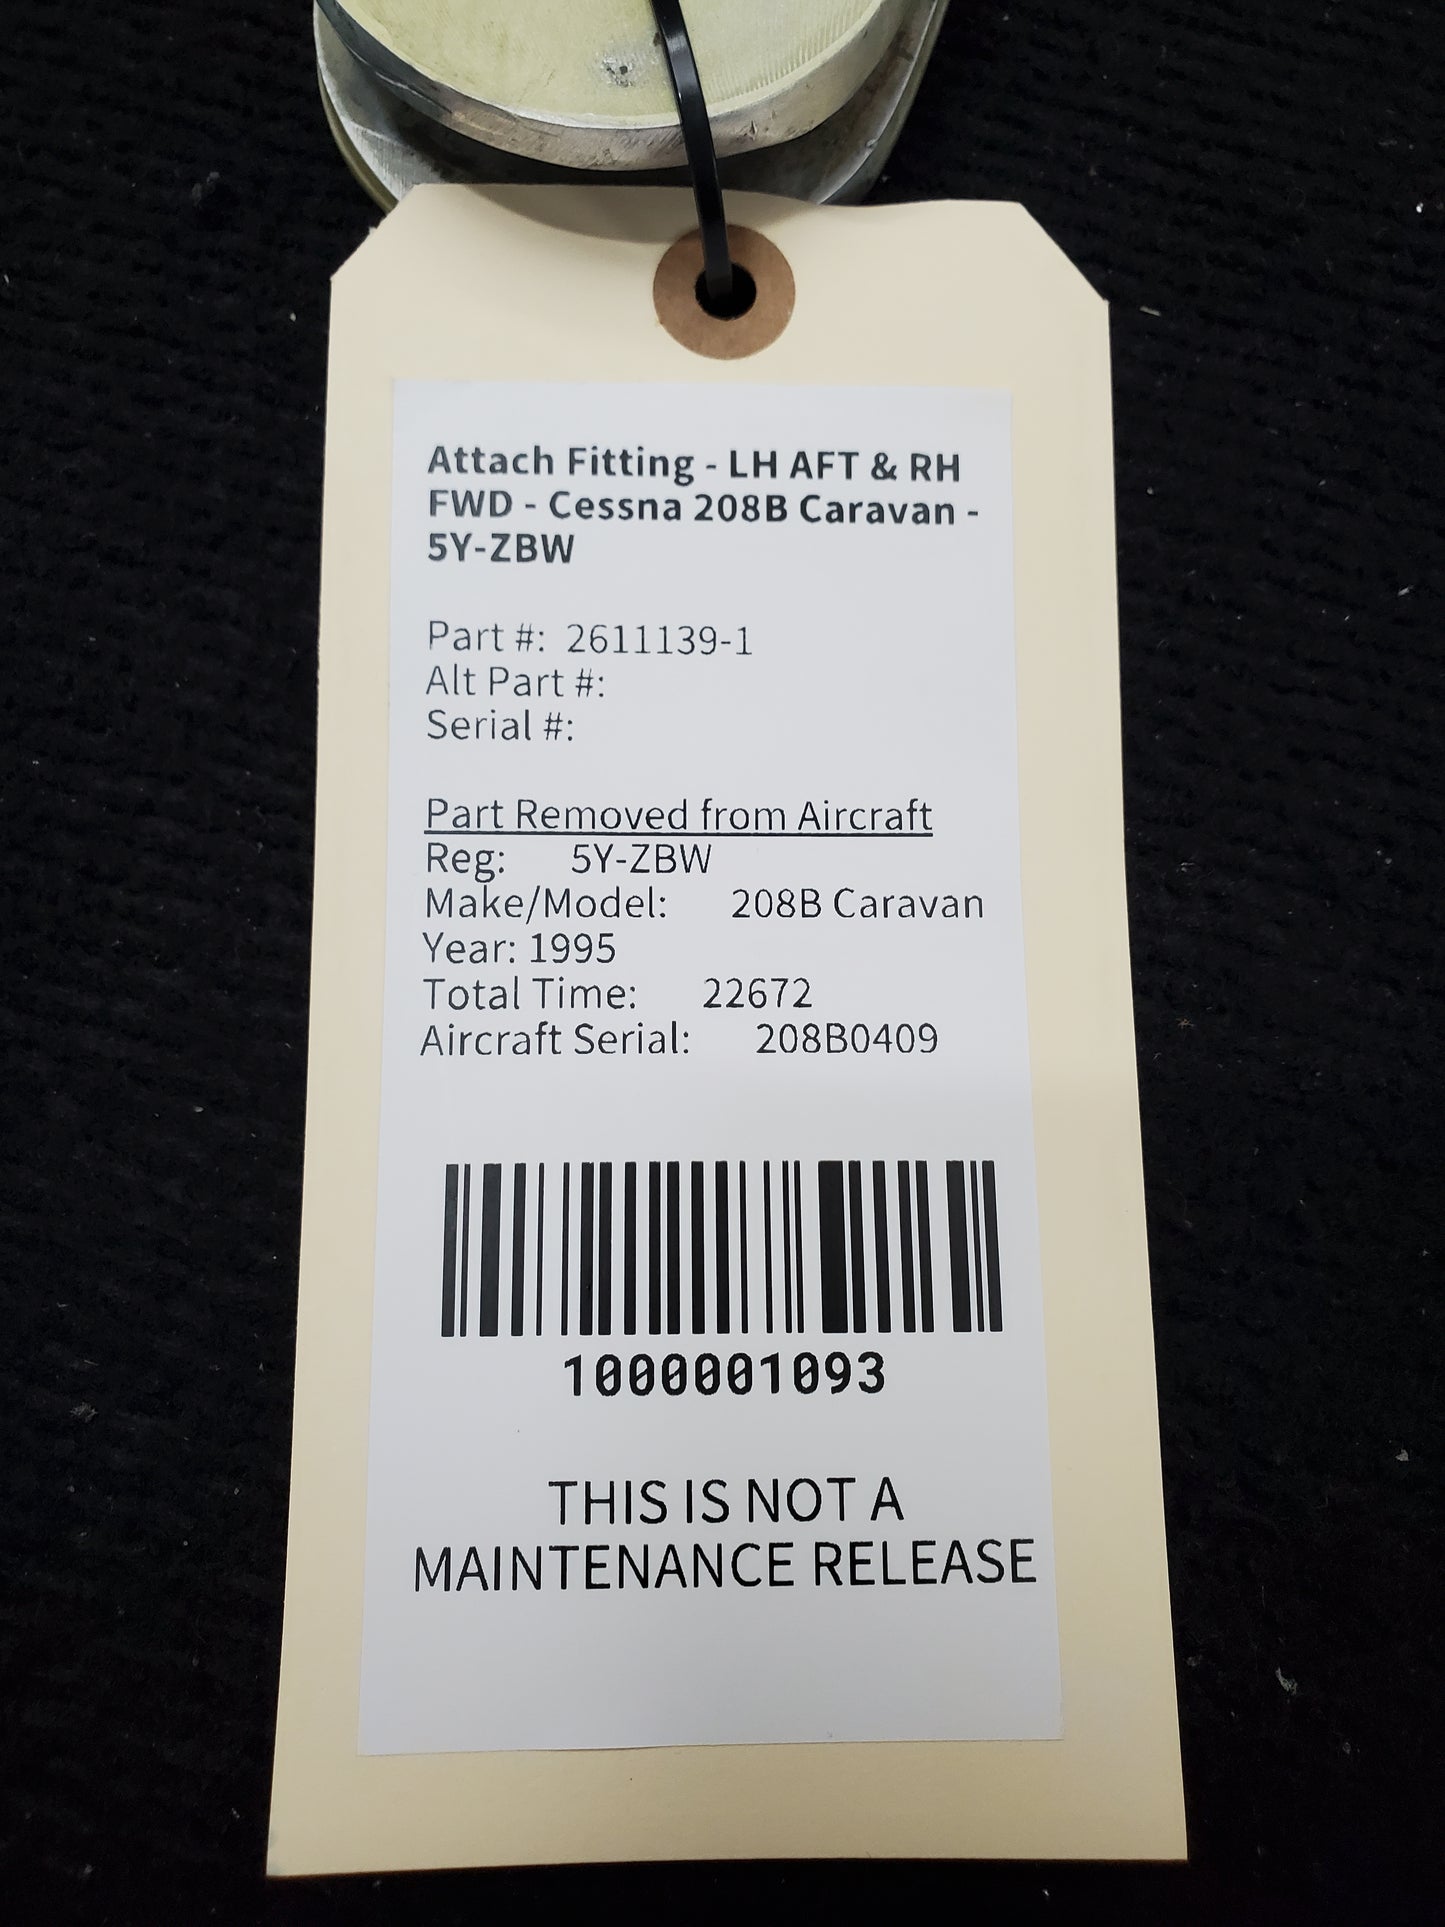 Attach Fitting - LH AFT & RH
FWD - Cessna 208B Caravan -
5Y-ZBW
Part #: 2611139-1
Alt Part #:
Serial #:
Part Removed from Aircraft
Reg: 5Y-ZBW
Make/Model: 208B Caravan
Year: 1995
Total Time: 22672
Aircraft Serial: 208B0409
1000001093
THIS IS NOT A
MAINTENANCE RELEASE